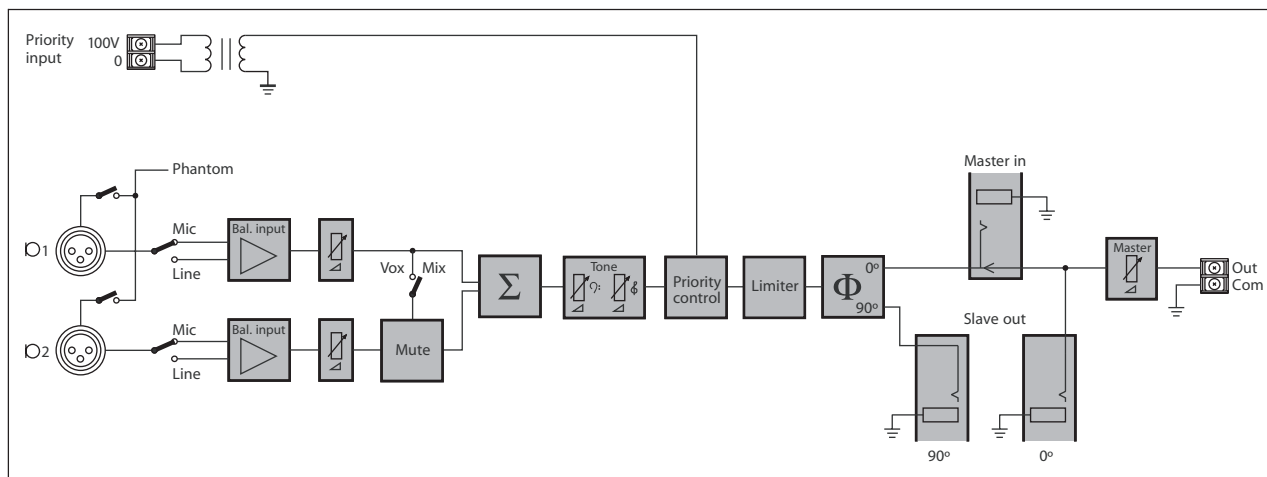 Priority input
100V
0
Phantom
Master in
1
Mic
Line
Bal. input
Vox
Mix
Σ
Tone
Priority control
Limiter
Φ
0º
90º
Master
Out
Com
2
Mic
Line
Bal. input
Mute
Slave out
90º
0º